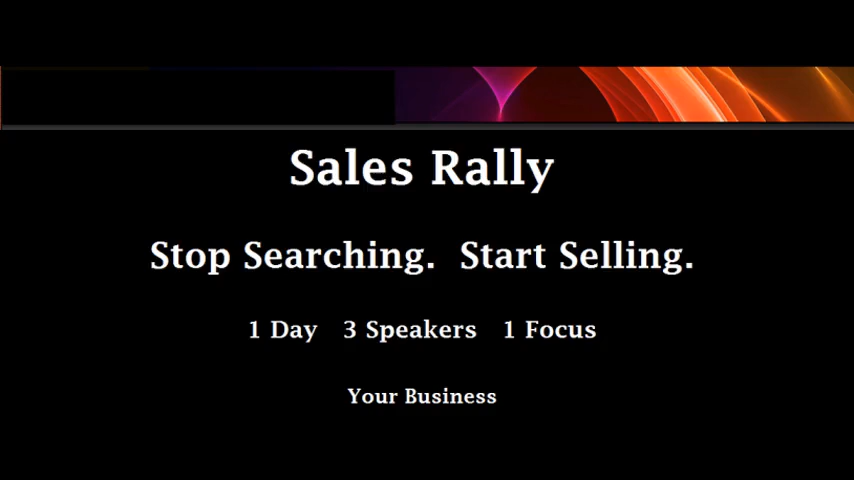 Sales Rally
Stop Searching. Start Selling.
1 Day 3 Speakers 1 Focus
Your Business